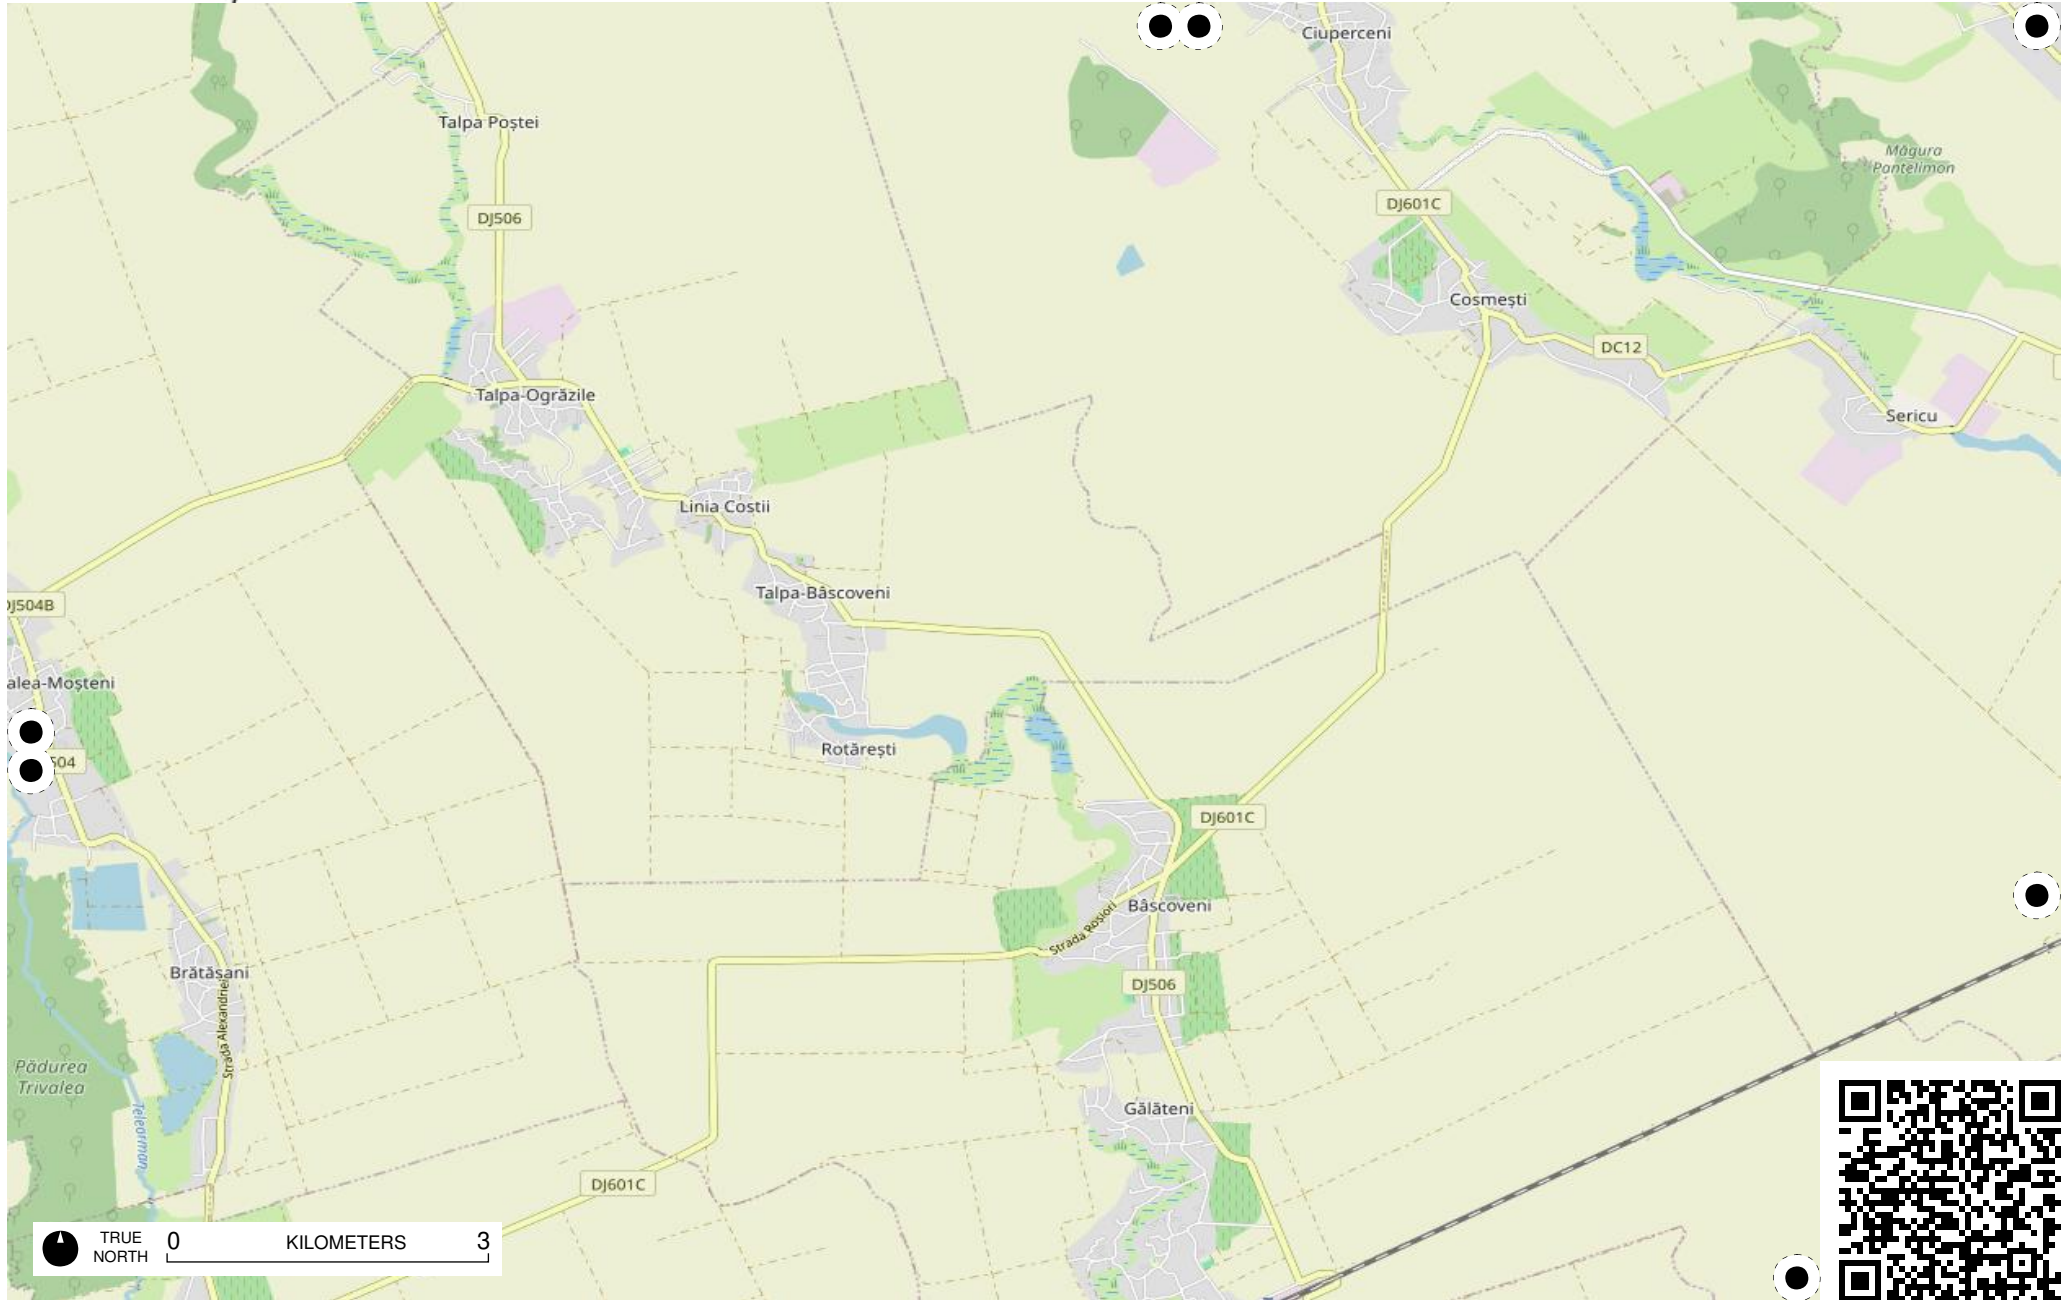 Ciuperceni
Talpa Poștei
Măgura
Pantelimon
DJ601C
DJ506
Cosmești
DC12
Talpa-Ogrăzile
Sericu
Linia Costii
Talpa-Bâscoveni
DJ504B
alea-Moșteni
Rotărești
504
DJ601C
Bâscoveni
Strada Roșiori
Brătășani
DJ506
Strada Alexandriei
Pădurea
Trivalea
Gălăteni
Teleorman
DJ601C
TRUE
NORTH
0 KILOMETERS 3